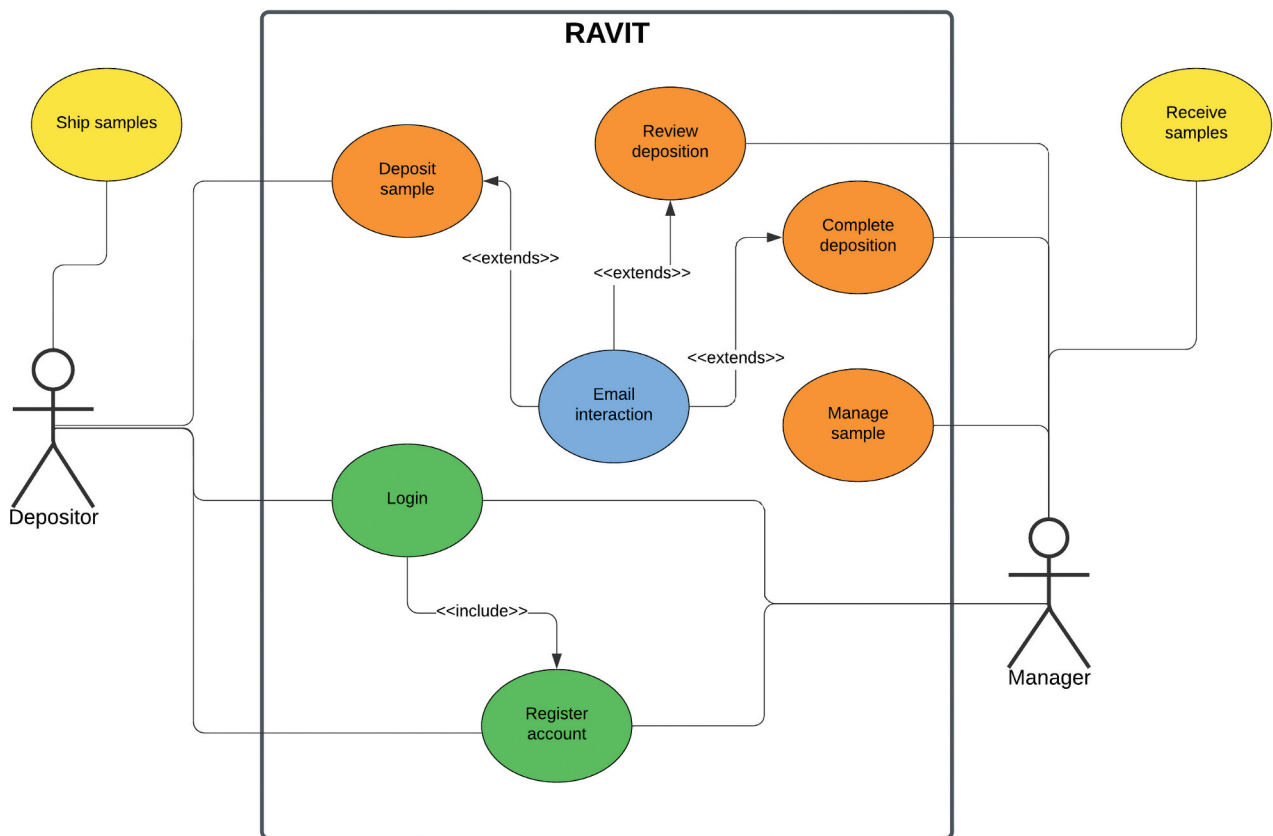 RAVIT
Ship samples
Deposit
sample
Review
deposition
Receive
samples
Complete
deposition
<<extends>>
<<extends>>
<<extends>>
Email
interaction
Manage
sample
Login
Depositor
<<include>>
Register
account
Manager